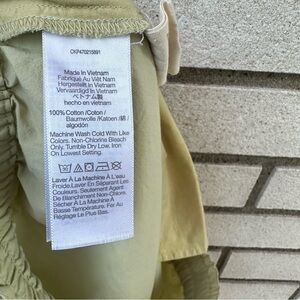 CKP470215891
Made In Vietnam
Fabriqué Au Viêt Nam
Hergestellt in Vietnam
Vervaardigd In Vietnam
ベトナム製
hecho en vietnam
100% Cotton /Coton /
Baumwolle /Katoen /綿 /
algodón
Machine Wash Cold With Like
Colors. Non-Chlorine Bleach
Only, Tumble Dry Low. Iron
On Lowest Setting.
Laver À La Machine À L'eau
Froide. Laver En Séparant Les
Couleurs. Seulement Agent
De Blanchiment Non-Chlore.
Sécher À La Machine À
Basse Température. Fer Au
Réglage Le Plus Bas.